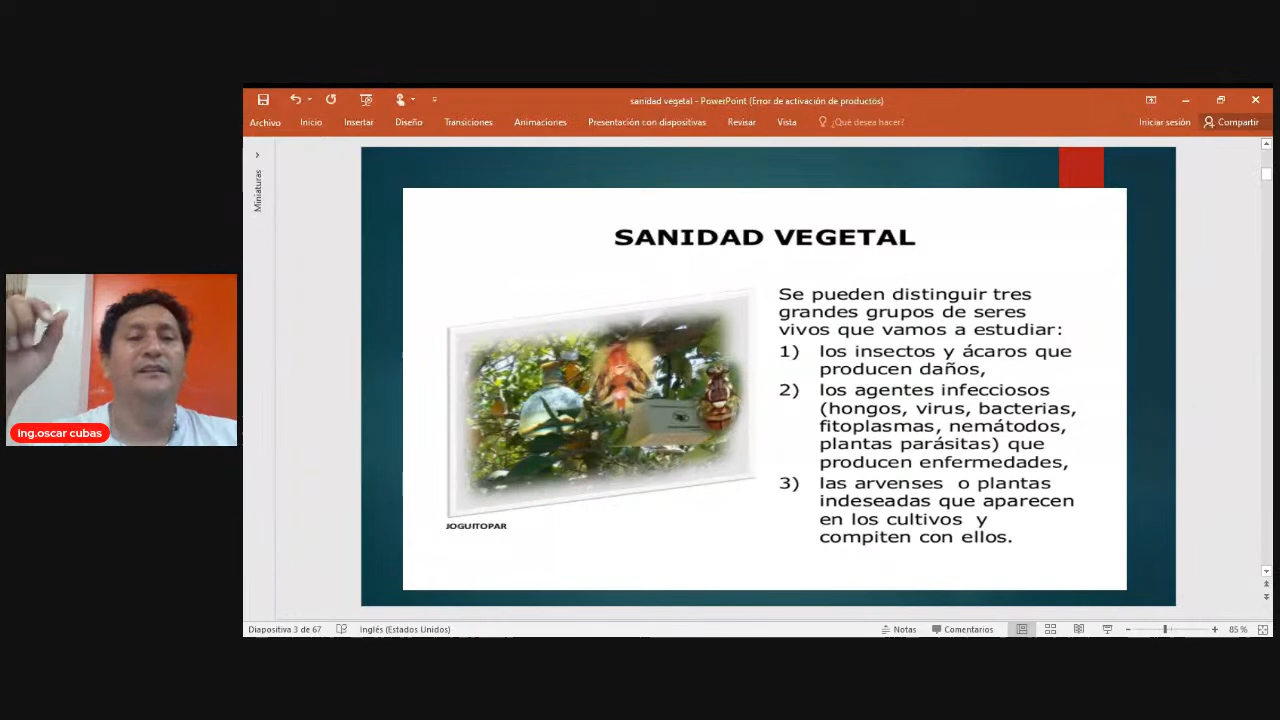 sanidad vegetal - PowerPoint (Error de activación de productos)
Archivo Inicio Insertar Diseño Transiciones Animaciones Presentación con diapositivas Revisar Vista ¿Qué desea hacer? Iniciar sesión Compartir
Miniaturas
SANIDAD VEGETAL
Se pueden distinguir tres
grandes grupos de seres
vivos que vamos a estudiar:
1) los insectos y ácaros que
producen daños,
2) los agentes infecciosos
(hongos, virus, bacterias,
fitoplasmas, nemátodos,
plantas parásitas) que
producen enfermedades,
3) las arvenses o plantas
indeseadas que aparecen
en los cultivos y
compiten con ellos.
JOGUITOPAR
ing.oscar cubas
Diapositiva 3 de 67 Inglés (Estados Unidos) Notas Comentarios 85 %